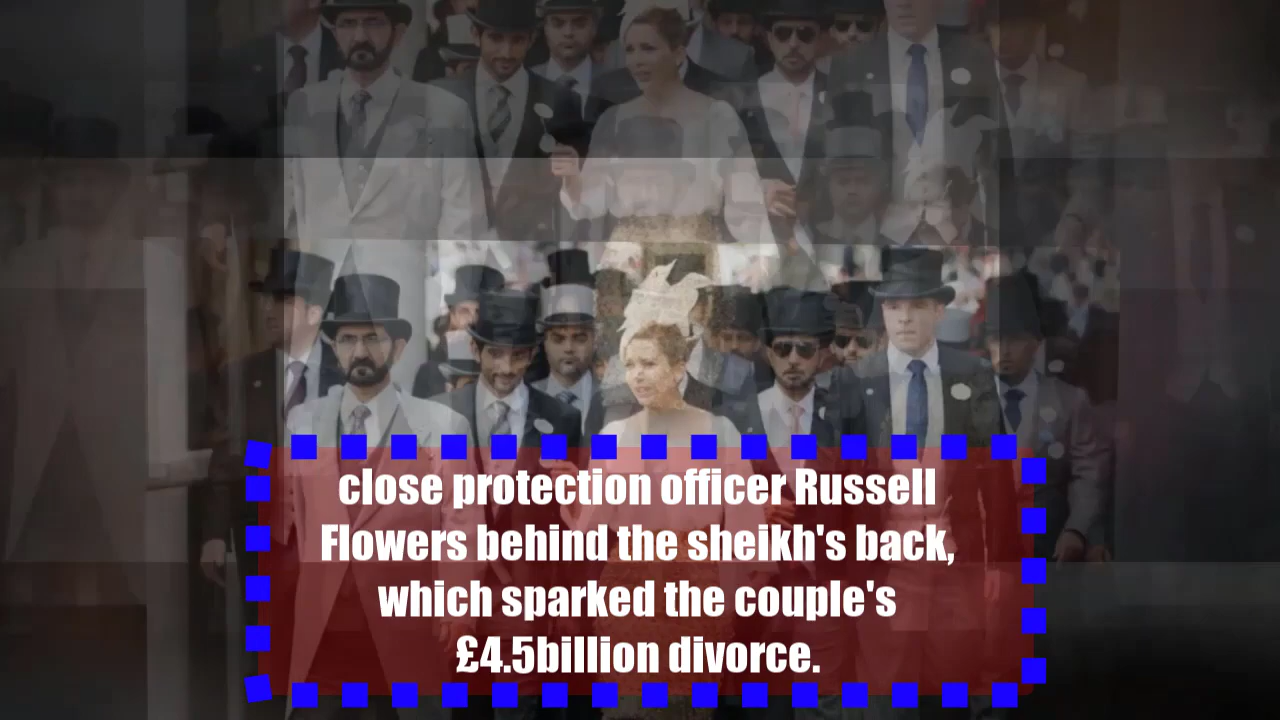 close protection officer Russell
Flowers behind the sheikh's back,
which sparked the couple's
£4.5billion divorce.